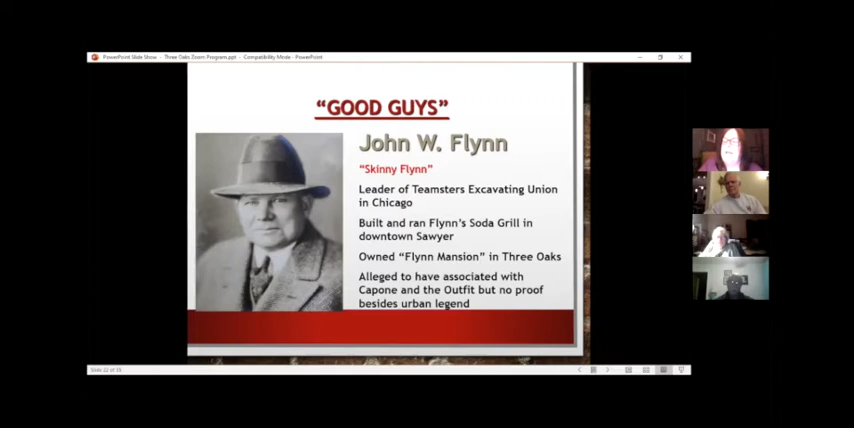 PowerPoint Slide Show - Three Oaks Zoom Program.ppt - Compatibility Mode - PowerPoint
“GOOD GUYS”
John W. Flynn
“Skinny Flynn”
Leader of Teamsters Excavating Union
in Chicago
Built and ran Flynn’s Soda Grill in
downtown Sawyer
Owned “Flynn Mansion” in Three Oaks
Alleged to have associated with
Capone and the Outfit but no proof
besides urban legend